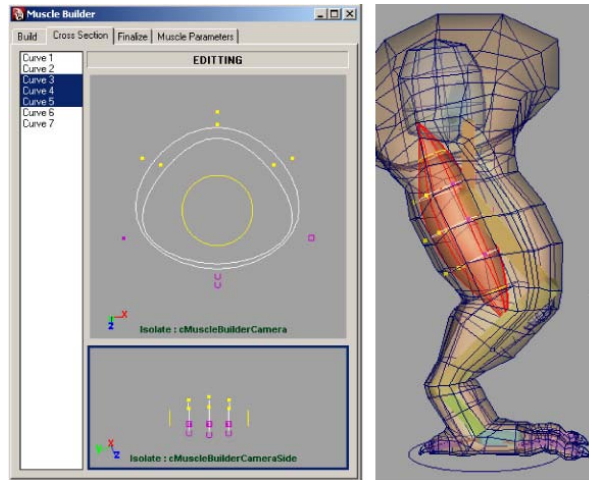 Muscle Builder
Build Cross Section Finalize Muscle Parameters
Curve 1
Curve 2
Curve 3
Curve 4
Curve 5
Curve 6
Curve 7
EDITTING
X
Z
Isolate : cMuscleBuilderCamera
Y X
Z
Isolate : cMuscleBuilderCameraSide